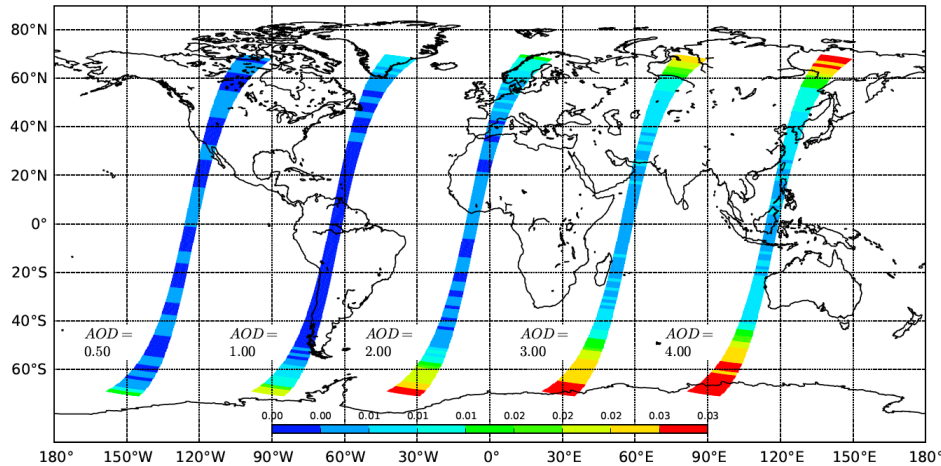 80°N
60°N
40°N
20°N
0°
20°S
40°S
60°S
AOD = AOD = AOD = AOD = AOD =
0.50 1.00 2.00 3.00 4.00
0.00 0.00 0.01 0.01 0.01 0.02 0.02 0.02 0.03 0.03
180°W 150°W 120°W 90°W 60°W 30°W 0° 30°E 60°E 90°E 120°E 150°E 180°